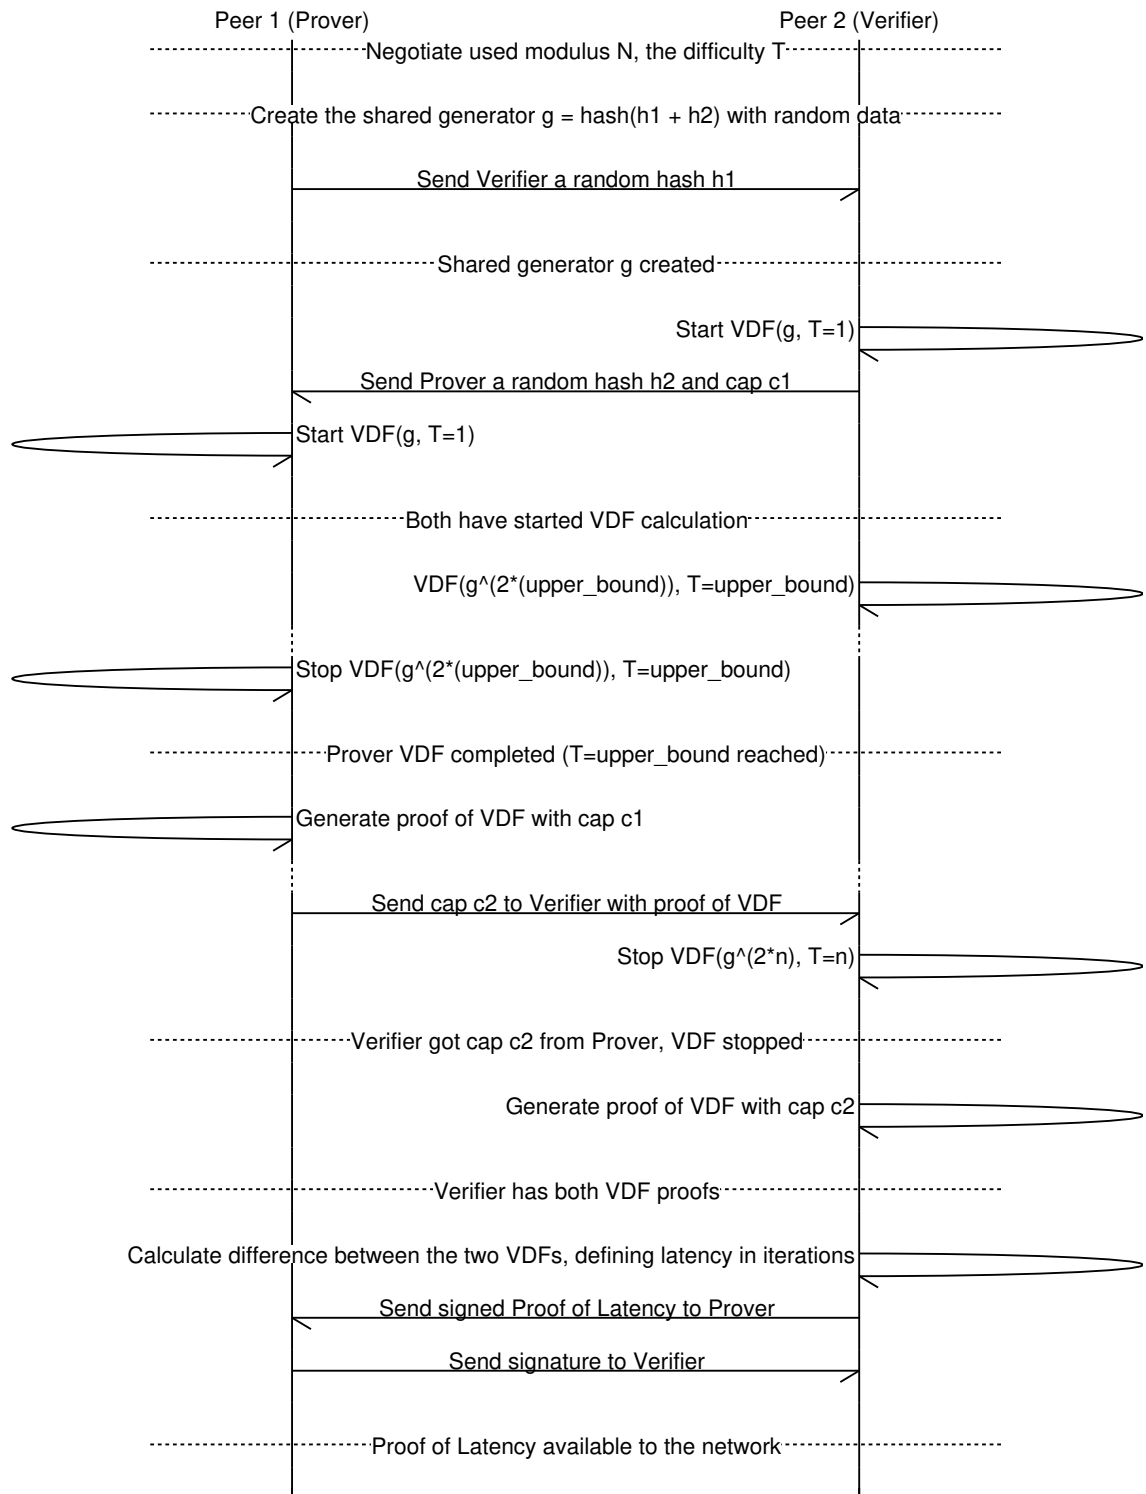 Peer 1 (Prover)
Peer 2 (Verifier)
Negotiate used modulus N, the difficulty T
Create the shared generator g = hash(h1 + h2) with random data
Send Verifier a random hash h1
Shared generator g created
Start VDF(g, T=1)
Send Prover a random hash h2 and cap c1
Start VDF(g, T=1)
Both have started VDF calculation
VDF(g^(2*(upper_bound)), T=upper_bound)
Stop VDF(g^(2*(upper_bound)), T=upper_bound)
Prover VDF completed (T=upper_bound reached)
Generate proof of VDF with cap c1
Send cap c2 to Verifier with proof of VDF
Stop VDF(g^(2*n), T=n)
Verifier got cap c2 from Prover, VDF stopped
Generate proof of VDF with cap c2
Verifier has both VDF proofs
Calculate difference between the two VDFs, defining latency in iterations
Send signed Proof of Latency to Prover
Send signature to Verifier
Proof of Latency available to the network